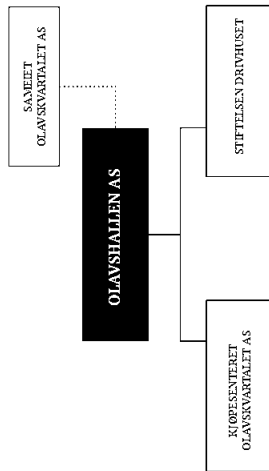 SAMEIET
OLAVSKVARTALET AS
OLAVSHALLEN AS
KJØPESENTERET
OLAVSKVARTALET AS
STIFTELSEN DRIVHUSET